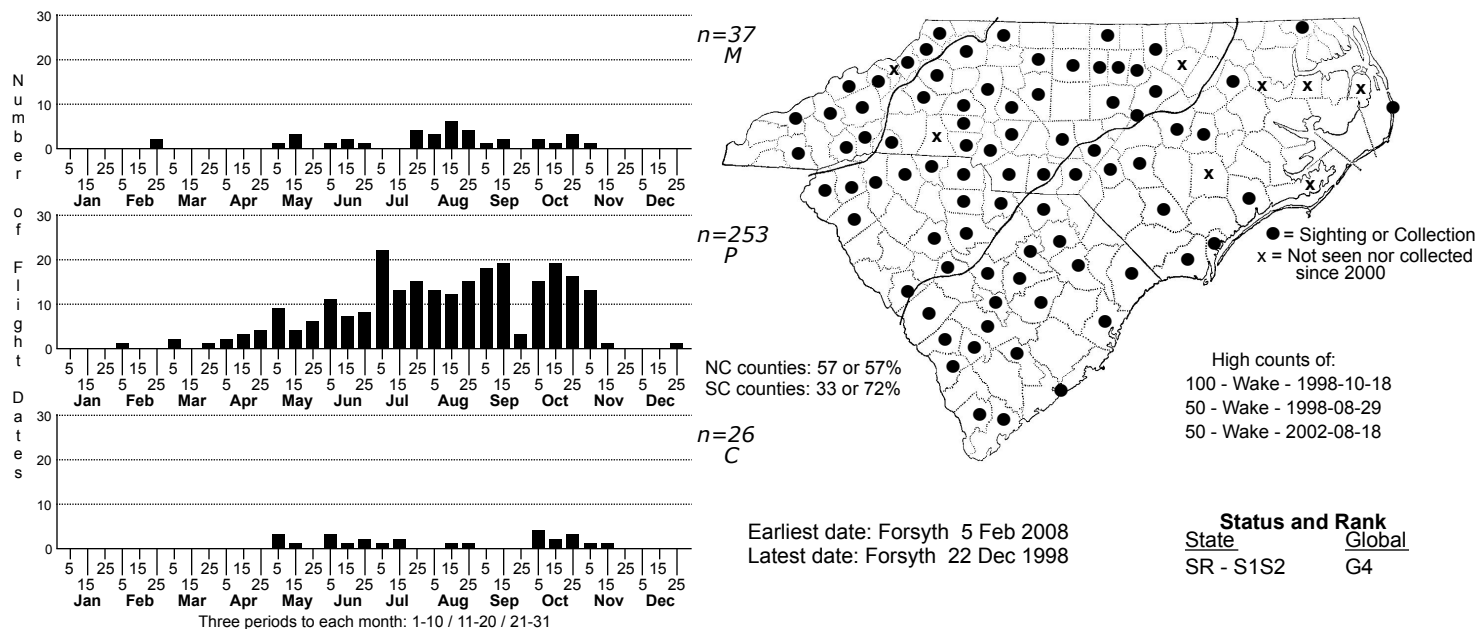 Number of Flight Dates
30
20
10
0
5 15 25 5 15 25 5 15 25 5 15 25 5 15 25 5 15 25 5 15 25 5 15 25 5 15 25 5 15 25 5 15 25 5 15 25
Jan Feb Mar Apr May Jun Jul Aug Sep Oct Nov Dec
n=37
M
30
20
10
0
5 15 25 5 15 25 5 15 25 5 15 25 5 15 25 5 15 25 5 15 25 5 15 25 5 15 25 5 15 25 5 15 25 5 15 25
Jan Feb Mar Apr May Jun Jul Aug Sep Oct Nov Dec
n=253
P
30
20
10
0
5 15 25 5 15 25 5 15 25 5 15 25 5 15 25 5 15 25 5 15 25 5 15 25 5 15 25 5 15 25 5 15 25 5 15 25
Jan Feb Mar Apr May Jun Jul Aug Sep Oct Nov Dec
n=26
C
Three periods to each month: 1-10 / 11-20 / 21-31
x x x x x x x x
= Sighting or Collection
x = Not seen nor collected
since 2000
NC counties: 57 or 57%
SC counties: 33 or 72%
High counts of:
100 - Wake - 1998-10-18
50 - Wake - 1998-08-29
50 - Wake - 2002-08-18
Earliest date: Forsyth 5 Feb 2008
Latest date: Forsyth 22 Dec 1998
Status and Rank
State Global
SR - S1S2 G4